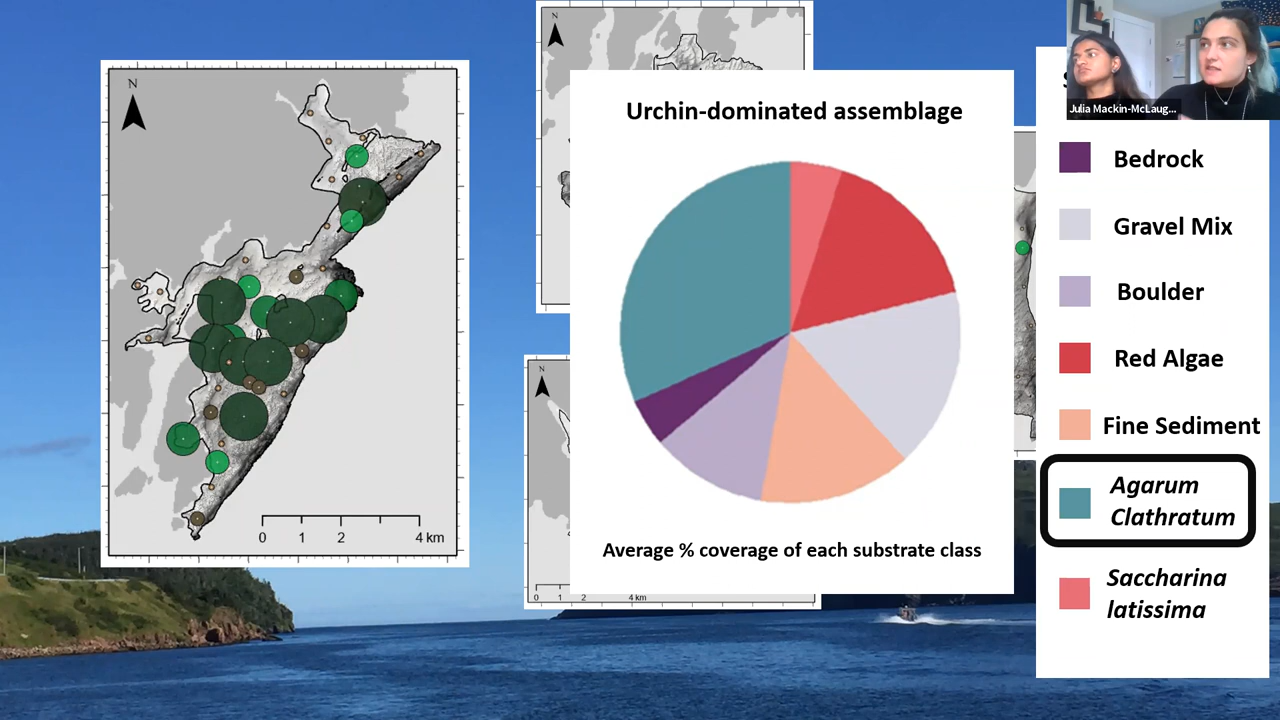 N
0 1 2 4 km
N
N
0 1 2 4 km
Urchin-dominated assemblage
Average % coverage of each substrate class
Julia Mackin-McLaug...
Bedrock
Gravel Mix
Boulder
Red Algae
Fine Sediment
Agarum
Clathratum
Saccharina
latissima